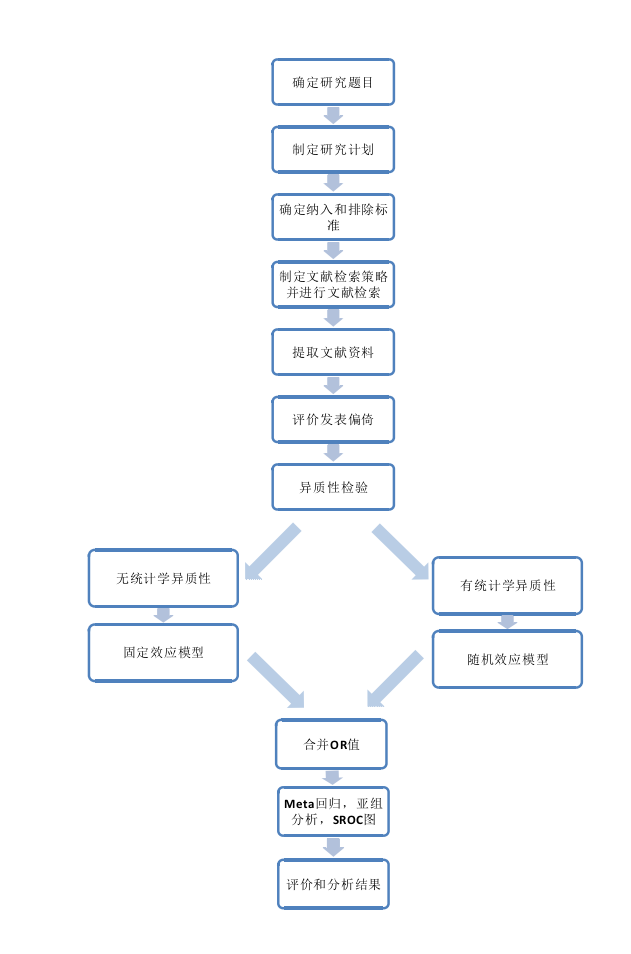 确定研究题目
制定研究计划
确定纳入和排除标
准
制定文献检索策略
并进行文献检索
提取文献资料
评价发表偏倚
异质性检验
无统计学异质性
有统计学异质性
固定效应模型
随机效应模型
合并OR值
Meta回归，亚组
分析，SROC图
评价和分析结果